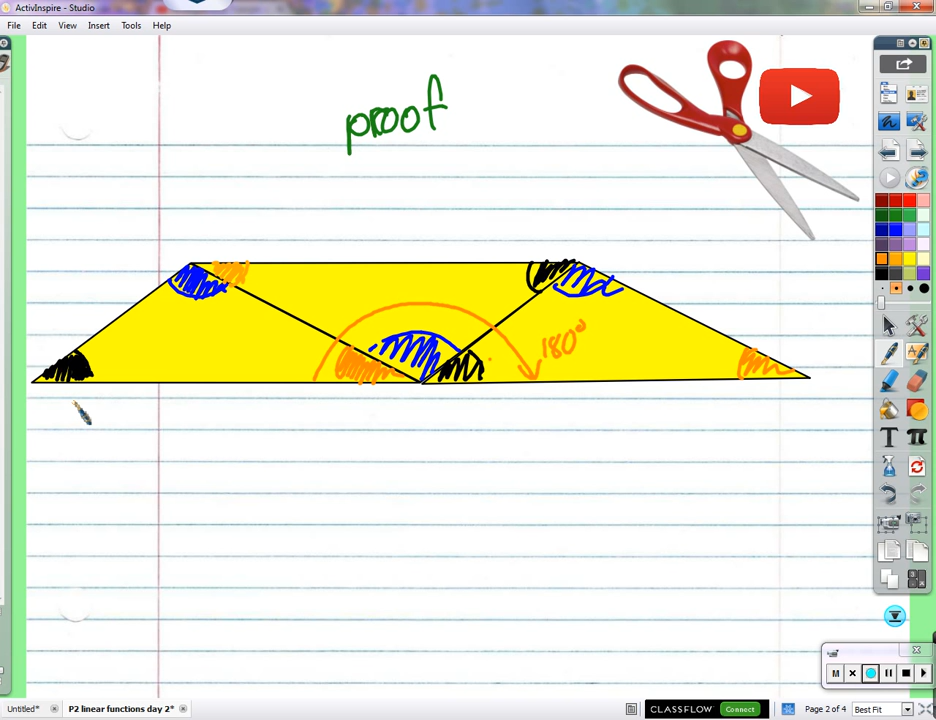 ActivInspire - Studio
File Edit View Insert Tools Help
proof
180°
T π
M
Untitled* P2 linear functions day 2* CLASSFLOW Connect Page 2 of 4 Best Fit